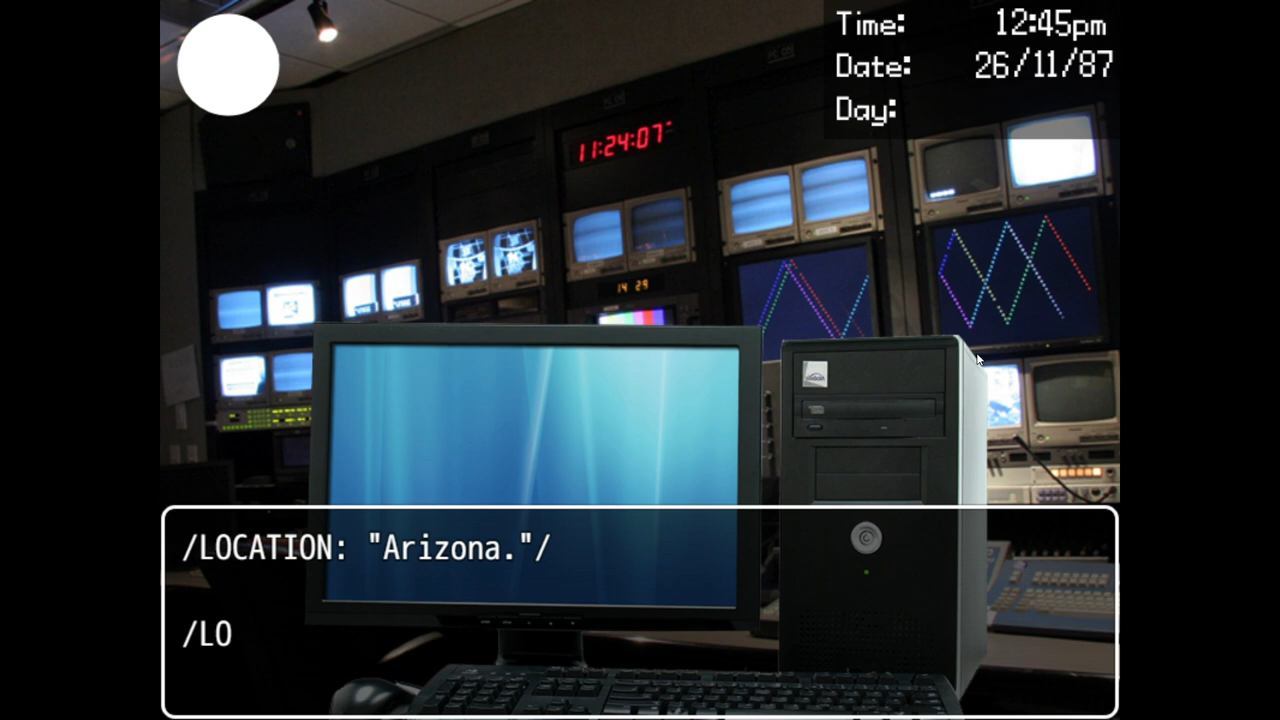 Time: 12:45pm
Date: 26/11/87
Day:
11:24:07
14 29
/LOCATION: "Arizona."/
/LO